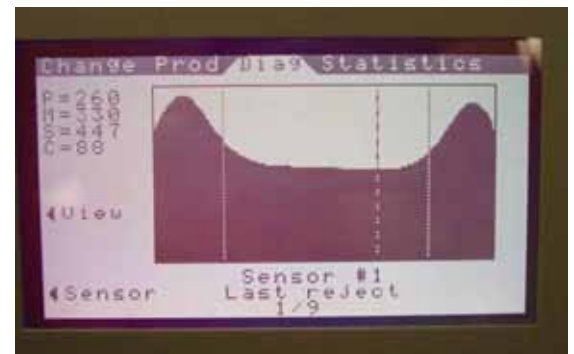 Change Prod Diag Statistics
P=260
M=330
S=447
C=88
View
Sensor
Sensor #1
Last reject
1/9